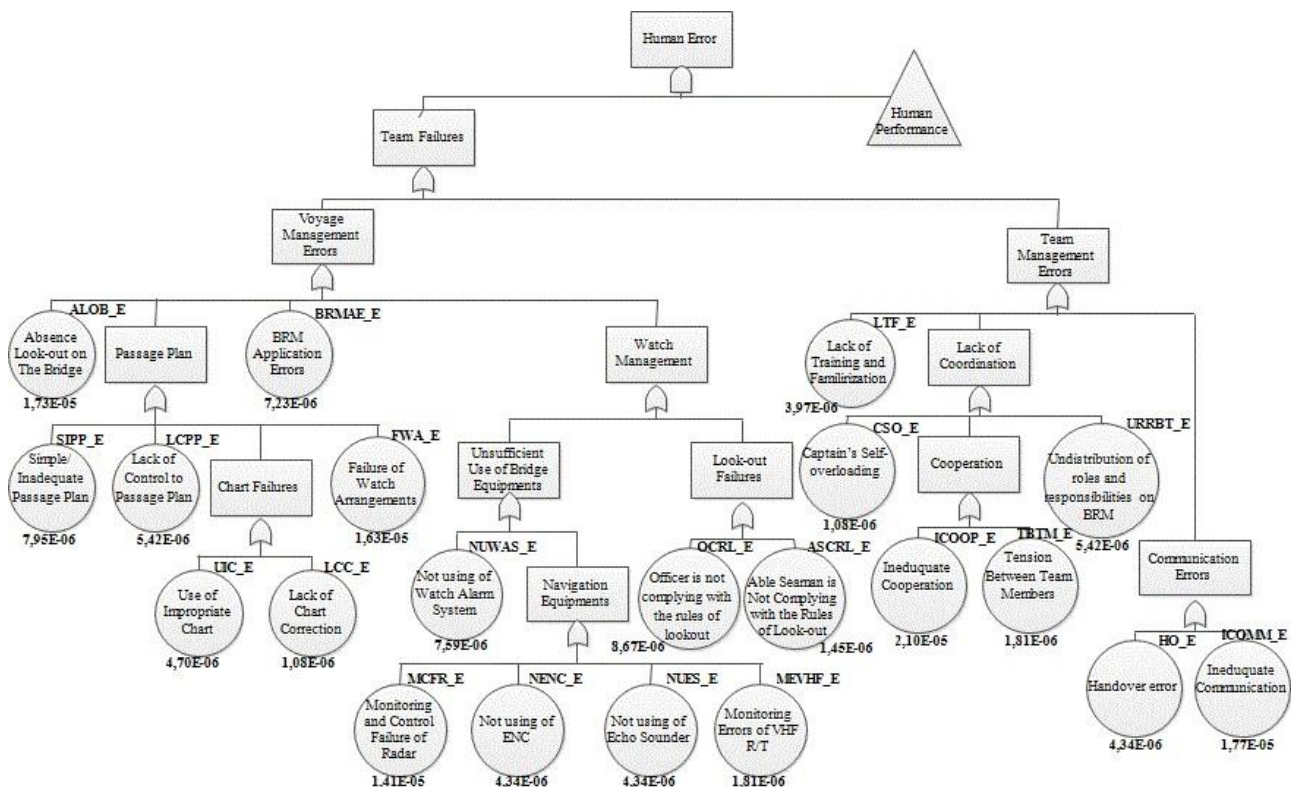 Human Error
Human
Performance
Team Failures
Voyage
Management
Errors
Team
Management
Errors
ALOB_E
BRMAE_E
LTF_E
Absence
Look-out on
The Bridge
1,73E-05
Passage Plan
BRM
Application
Errors
7,23E-06
Watch
Management
Lack of
Training and
Familirization
3,97E-06
Lack of
Coordination
SIPP_E
LCPP_E
FWA_E
CSO_E
URRBT_E
Simple/
Inadequate
Passage Plan
7,95E-06
Lack of
Control to
Passage Plan
5,42E-06
Chart Failures
Failure of
Watch
Arrangements
1,63E-05
Unsufficient
Use of Bridge
Equipments
Look-out
Failures
Captain's Self-
overloading
1,08E-06
Cooperation
Undistribution of
roles and
responsibilities on
BRM
5,42E-06
UIC_E
LCC_E
NUWAS_E
OCRL_E
ASCRL_E
ICOOP_E
TBTM_E
Use of
Impropriate
Chart
4,70E-06
Lack of
Chart
Correction
1,08E-06
Not using of
Watch Alarm
System
7,59E-06
Navigation
Equipments
Officer is not
complying with
the rules of
lookout
8,67E-06
Able Seaman is
Not Complying
with the Rules
of Look-out
1,45E-06
Ineduquate
Cooperation
2,10E-05
Tension
Between Team
Members
1,81E-06
Communication
Errors
HO_E
ICOMM_E
MCFR_E
NENC_E
NUES_E
MEVHF_E
Monitoring
and Control
Failure of
Radar
1,41E-05
Not using of
ENC
4,34E-06
Not using of
Echo Sounder
4,34E-06
Monitoring
Errors of VHF
R/T
1,81E-06
Handover error
4,34E-06
Ineduquate
Communication
1,77E-05